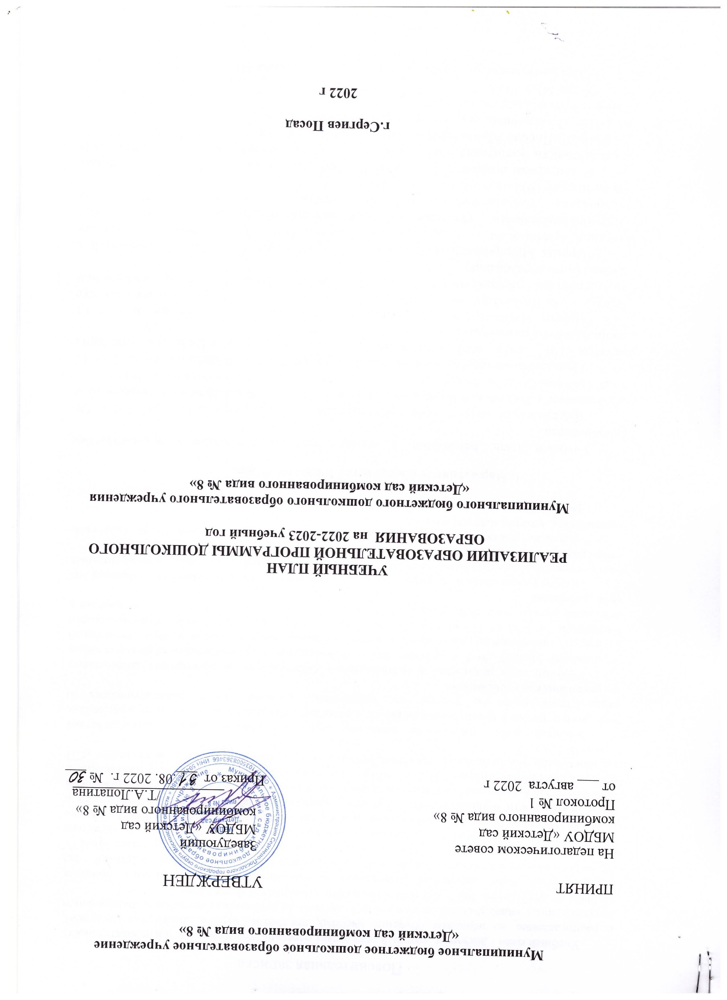 Муниципальное бюджетное дошкольное образовательное учреждение
«Детский сад комбинированного вида № 8»
ПРИНЯТ
На педагогическом совете
МБДОУ «Детский сад
комбинированного вида № 8»
Протокол № 1
от ___ августа 2022 г
УТВЕРЖДЕН
Заведующий
МБДОУ «Детский сад
комбинированного вида № 8»
/Т.А.Лопатина
Приказ от 31.08. 2022 г. № 30
УЧЕБНЫЙ ПЛАН
РЕАЛИЗАЦИИ ОБРАЗОВАТЕЛЬНОЙ ПРОГРАММЫ ДОШКОЛЬНОГО
ОБРАЗОВАНИЯ на 2022-2023 учебный год
Муниципального бюджетного дошкольного образовательного учреждения
«Детский сад комбинированного вида № 8»
г.Сергиев Посад
2022 г